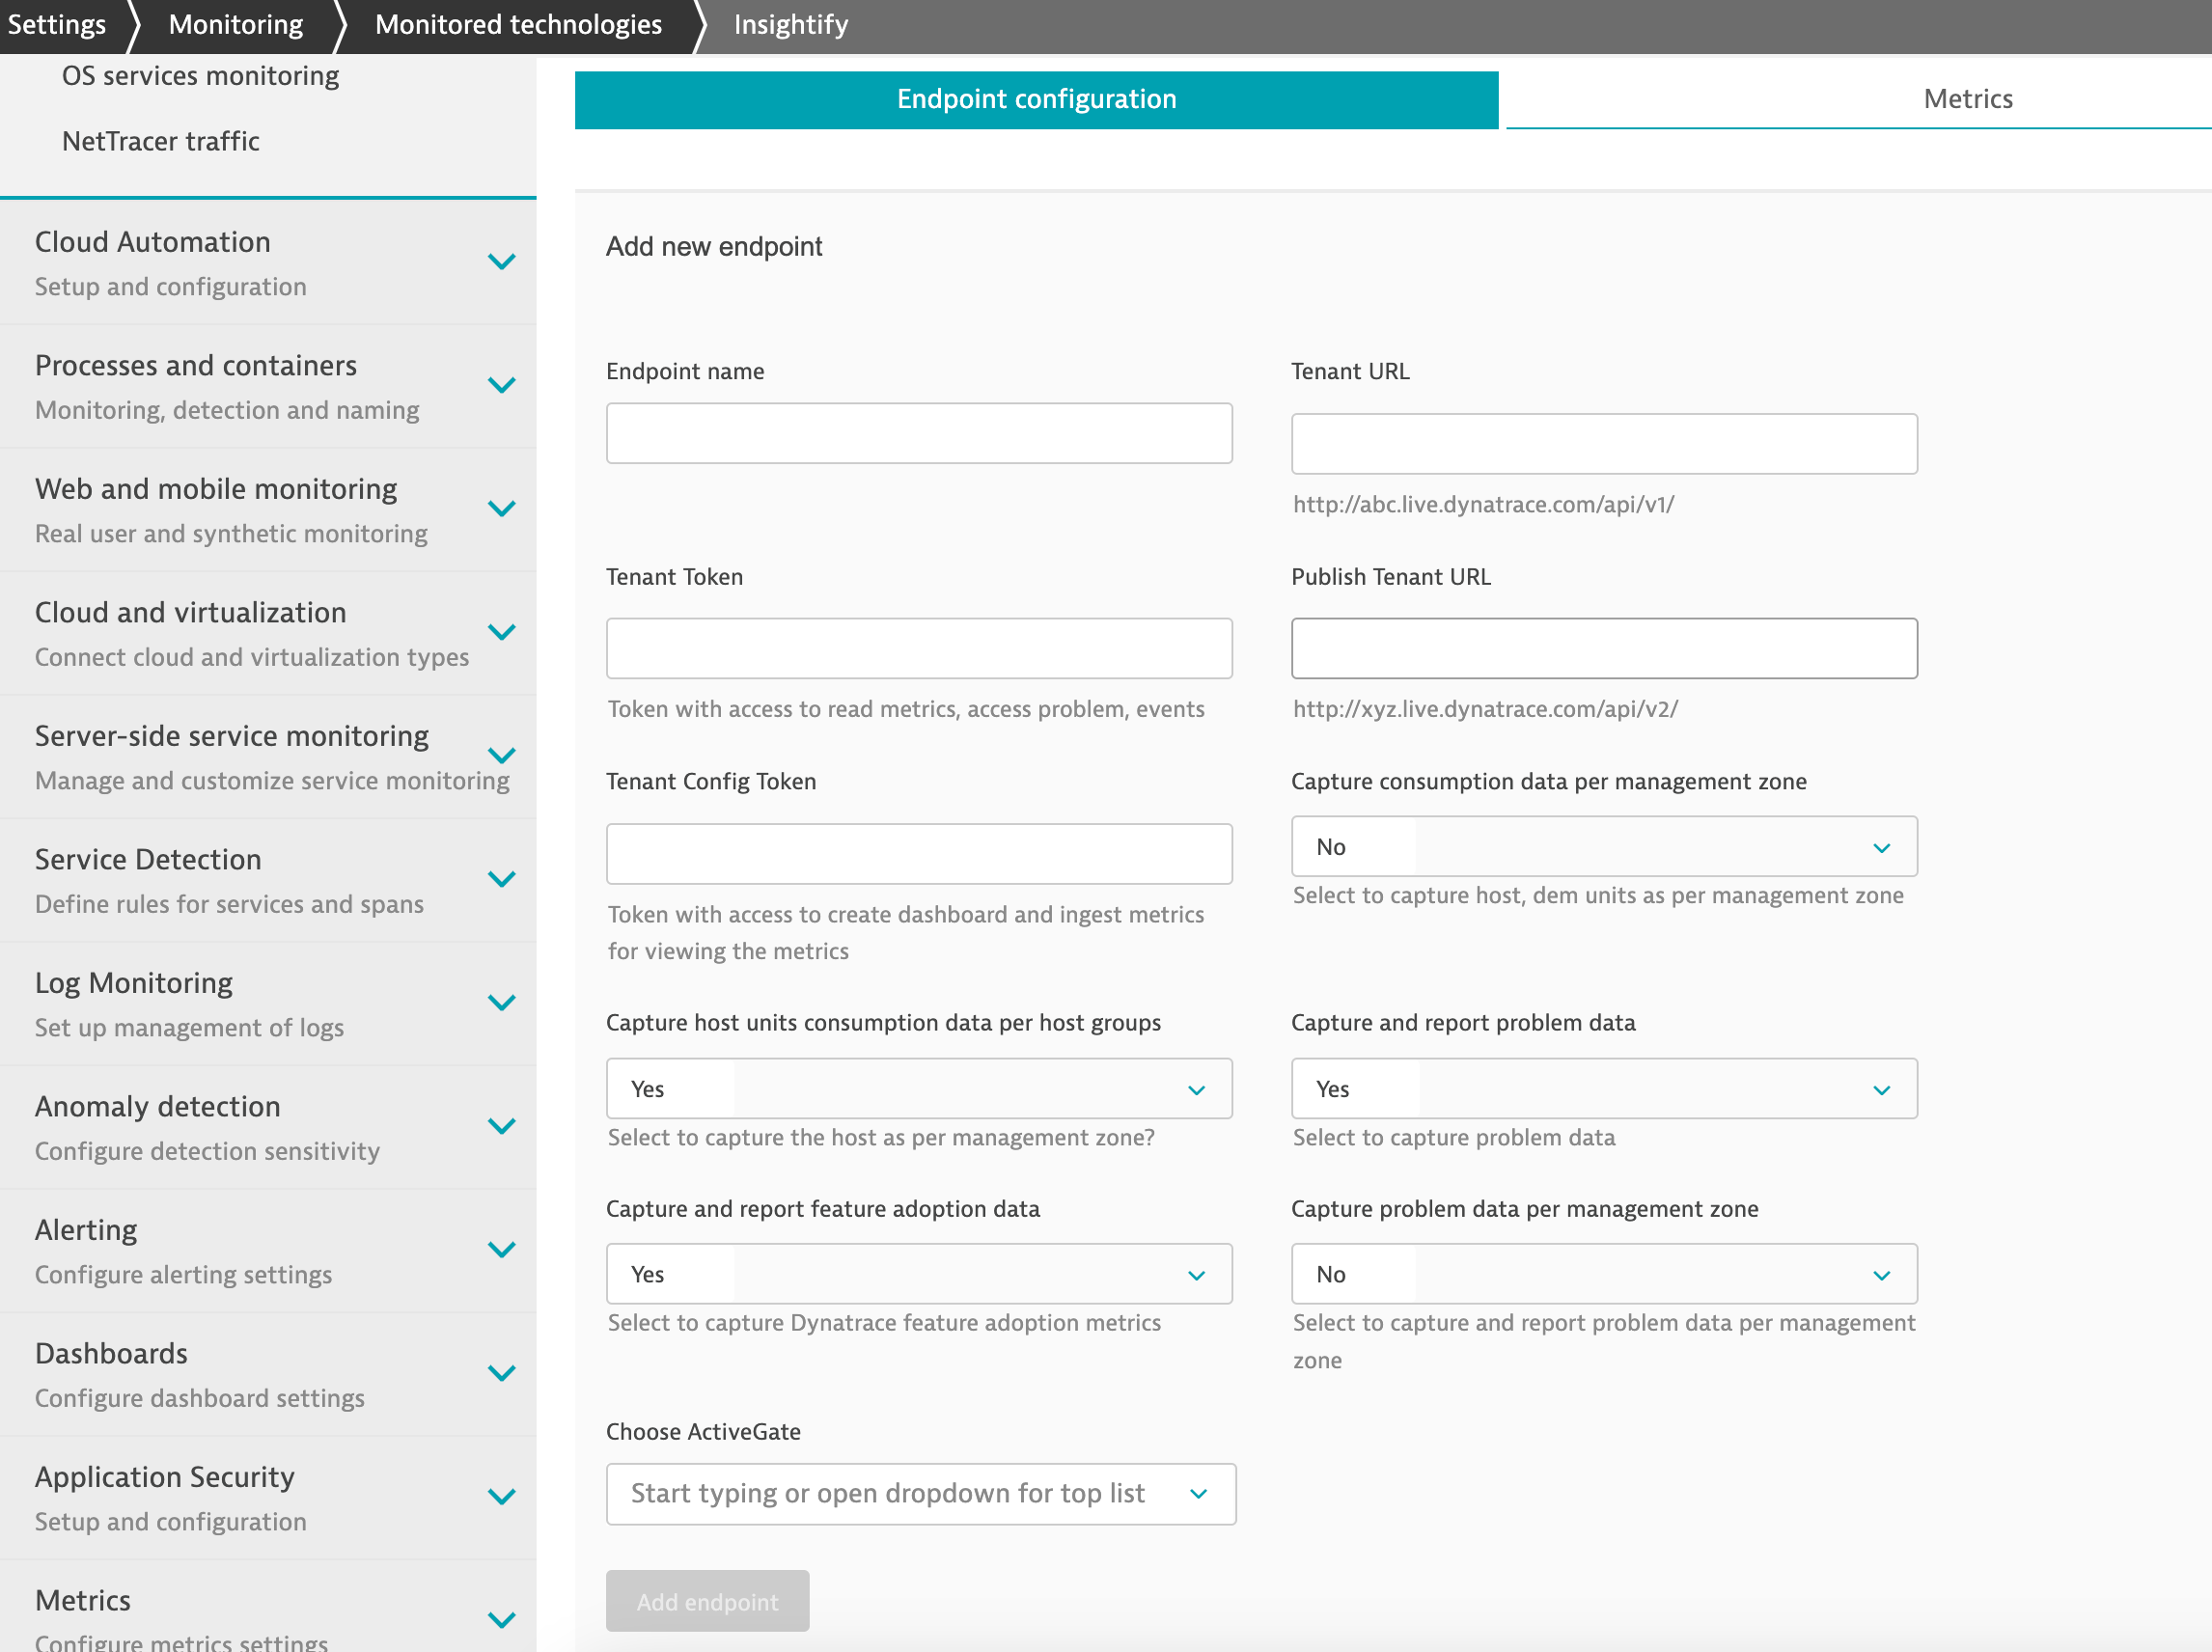 Settings
Monitoring
Monitored technologies
Insightify
OS services monitoring
NetTracer traffic
Cloud Automation
Setup and configuration
Processes and containers
Monitoring, detection and naming
Web and mobile monitoring
Real user and synthetic monitoring
Cloud and virtualization
Connect cloud and virtualization types
Server-side service monitoring
Manage and customize service monitoring
Service Detection
Define rules for services and spans
Log Monitoring
Set up management of logs
Anomaly detection
Configure detection sensitivity
Alerting
Configure alerting settings
Dashboards
Configure dashboard settings
Application Security
Setup and configuration
Metrics
Configure metrics settings
Endpoint configuration
Metrics
Add new endpoint
Endpoint name
Tenant URL
http://abc.live.dynatrace.com/api/v1/
Tenant Token
Token with access to read metrics, access problem, events
Publish Tenant URL
http://xyz.live.dynatrace.com/api/v2/
Tenant Config Token
Token with access to create dashboard and ingest metrics
for viewing the metrics
Capture consumption data per management zone
No
Select to capture host, dem units as per management zone
Capture host units consumption data per host groups
Yes
Select to capture the host as per management zone?
Capture and report problem data
Yes
Select to capture problem data
Capture and report feature adoption data
Yes
Select to capture Dynatrace feature adoption metrics
Capture problem data per management zone
No
Select to capture and report problem data per management
zone
Choose ActiveGate
Start typing or open dropdown for top list
Add endpoint